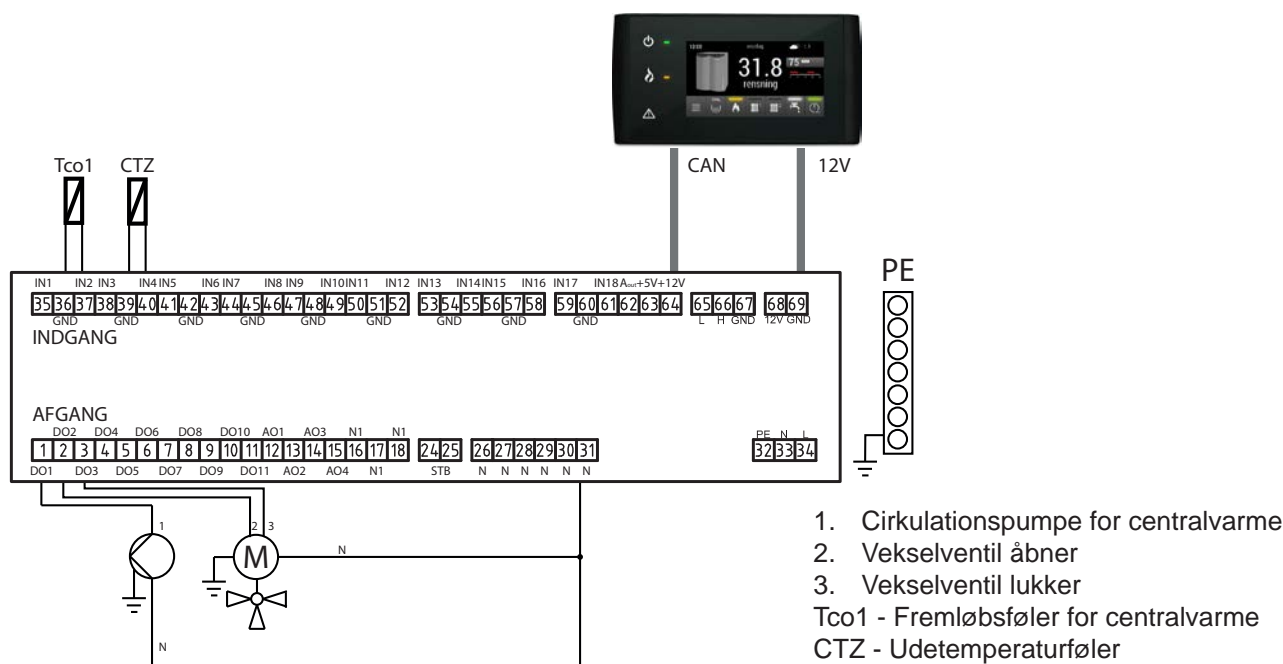 12:09 onsdag
31.8 75
rensning
CAN 12V
Tco1 CTZ
IN1 IN2 IN3 IN4 IN5 IN6 IN7 IN8 IN9 IN10 IN11 IN12 IN13 IN14 IN15 IN16 IN17 IN18 Aout +5V +12V
35 36 37 38 39 40 41 42 43 44 45 46 47 48 49 50 51 52 53 54 55 56 57 58 59 60 61 62 63 64 65 66 67 68 69
GND GND GND GND GND GND GND GND GND L H GND 12V GND
PE
INDGANG
AFGANG
DO2 DO4 DO6 DO8 DO10 AO1 AO3 N1 N1 PE N L
1 2 3 4 5 6 7 8 9 10 11 12 13 14 15 16 17 18 24 25 26 27 28 29 30 31 32 33 34
DO1 DO3 DO5 DO7 DO9 DO11 AO2 AO4 N1 STB N N N N N N
1 2 3
M N
N
1. Cirkulationspumpe for centralvarme
2. Vekselventil åbner
3. Vekselventil lukker
Tco1 - Fremløbsføler for centralvarme
CTZ - Udetemperaturføler